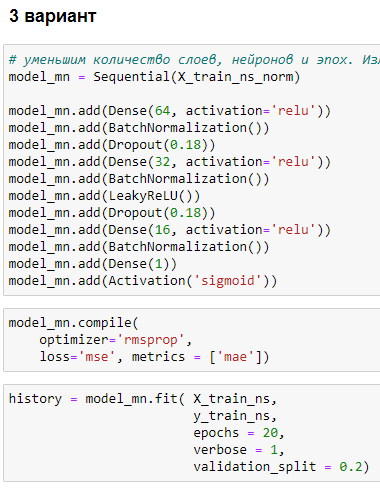 3 вариант
# уменьшим количество слоев, нейронов и эпох.
model_mn = Sequential(X_train_ns_norm)
model_mn.add(Dense(64, activation='relu'))
model_mn.add(BatchNormalization())
model_mn.add(Dropout(0.18))
model_mn.add(Dense(32, activation='relu'))
model_mn.add(BatchNormalization())
model_mn.add(LeakyReLU())
model_mn.add(Dropout(0.18))
model_mn.add(Dense(16, activation='relu'))
model_mn.add(BatchNormalization())
model_mn.add(Dense(1))
model_mn.add(Activation('sigmoid'))
model_mn.compile(
optimizer='rmsprop',
loss='mse', metrics = ['mae'])
history = model_mn.fit( X_train_ns,
y_train_ns,
epochs = 20,
verbose = 1,
validation_split = 0.2)